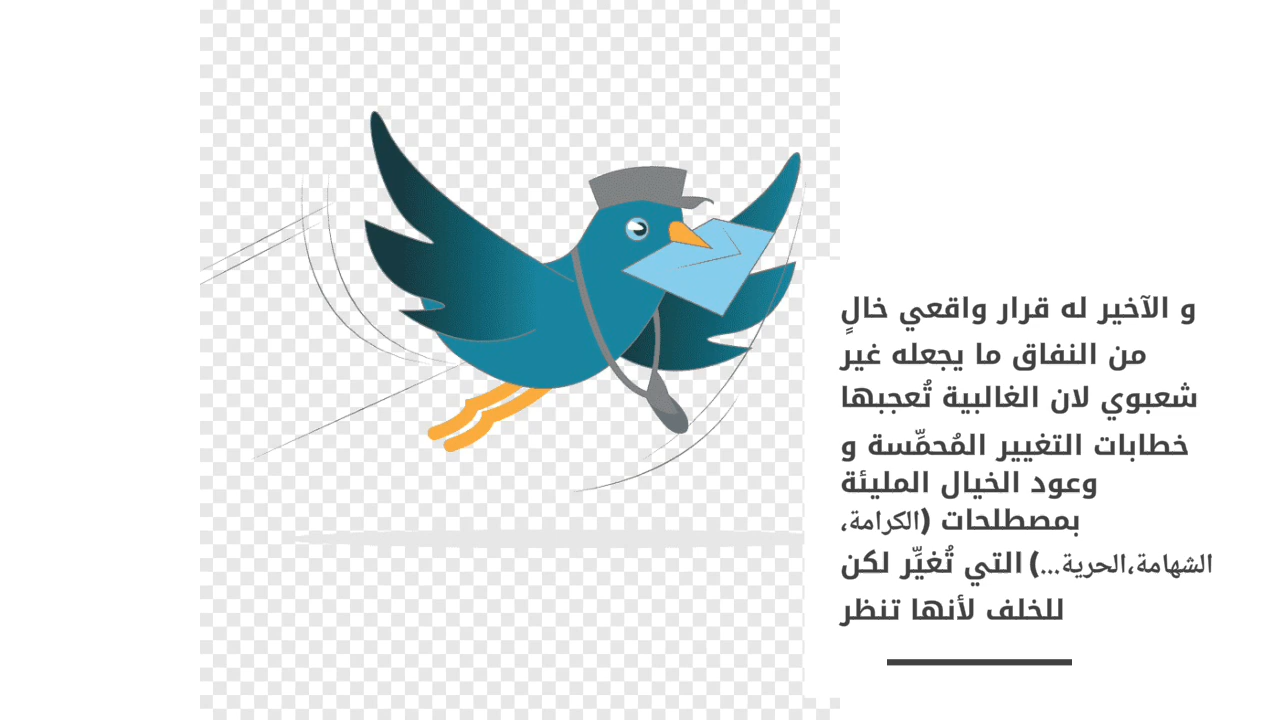 و الآخير له قرار واقعي خالٍ
من النفاق ما يجعله غير
شعبوي لان الغالبية تُعجبها
خطابات التغيير المُحمِّسة و
وعود الخيال المليئة
بمصطلحات (الكرامة،
الشهامة،الحرية...) التي تُغيِّر لكن
للخلف لأنها تنظر